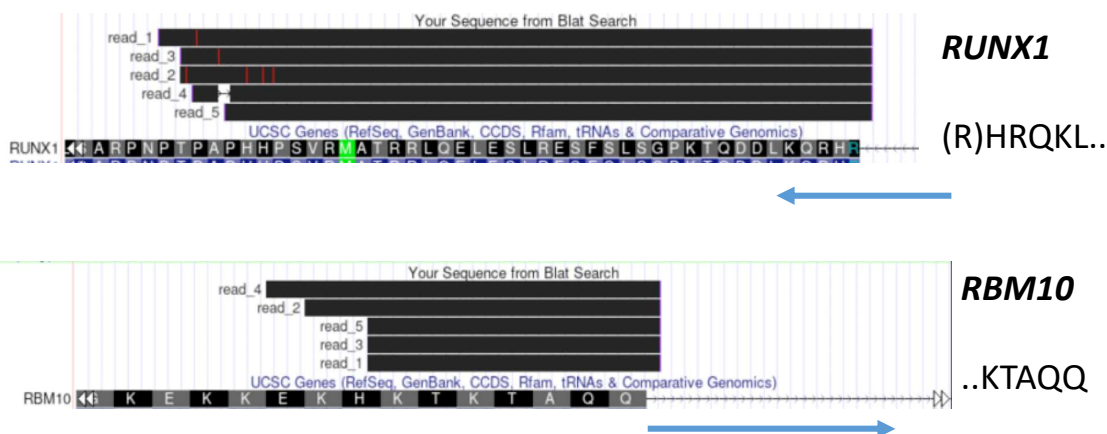 Your Sequence from Blat Search
read_1
read_3
read_2
read_4
read_5
UCSC Genes (RefSeq, GenBank, CCDS, Rfam, tRNAs & Comparative Genomics)
RUNX1 G A R P N P T P A P H H P S V R M A T R R L Q E L E S L R E S F S L S G P K T Q D D L K Q R H R
RUNX1
(R)HRQKL..
Your Sequence from Blat Search
read_4
read_2
read_5
read_3
read_1
UCSC Genes (RefSeq, GenBank, CCDS, Rfam, tRNAs & Comparative Genomics)
RBM10 K E K K E K H K T K T A Q Q
RBM10
..KTAQQ